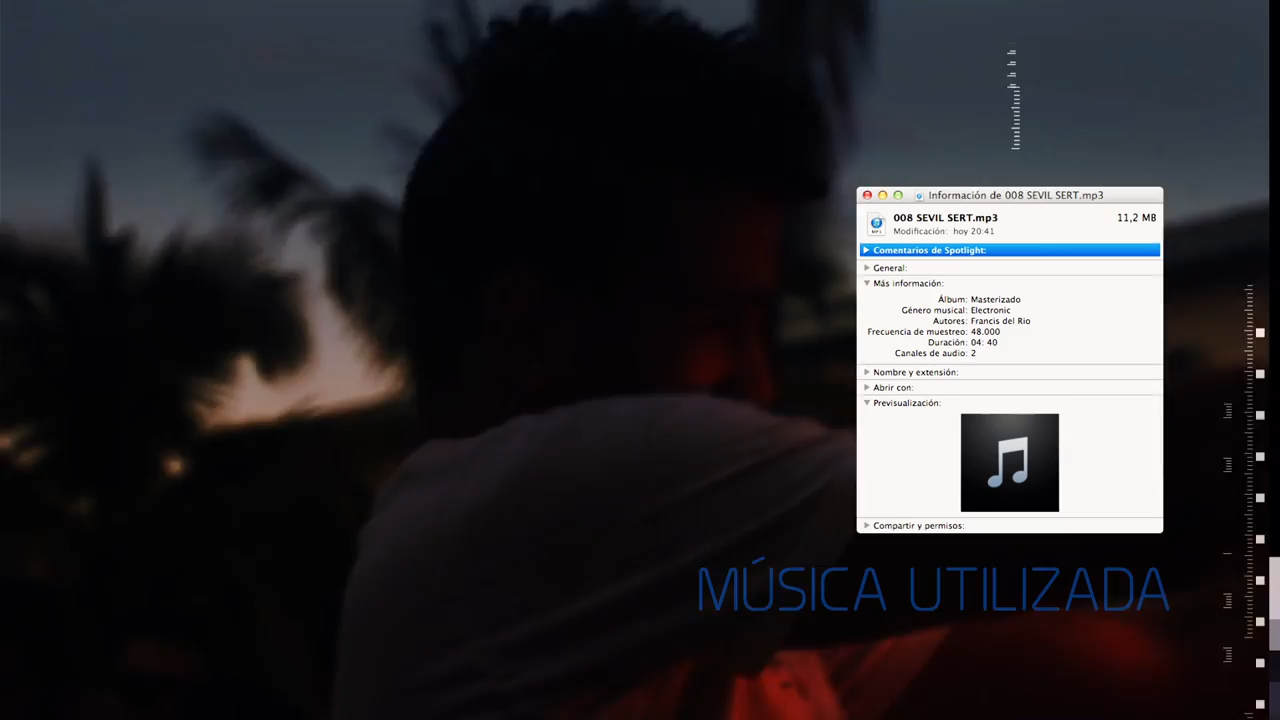 Información de 008 SEVIL SERT.mp3
008 SEVIL SERT.mp3 11,2 MB
Modificación: hoy 20:41
Comentarios de Spotlight:
General:
Más información:
Álbum: Masterizado
Género musical: Electronic
Autores: Francis del Rio
Frecuencia de muestreo: 48.000
Duración: 04: 40
Canales de audio: 2
Nombre y extensión:
Abrir con:
Previsualización:
Compartir y permisos:
MÚSICA UTILIZADA